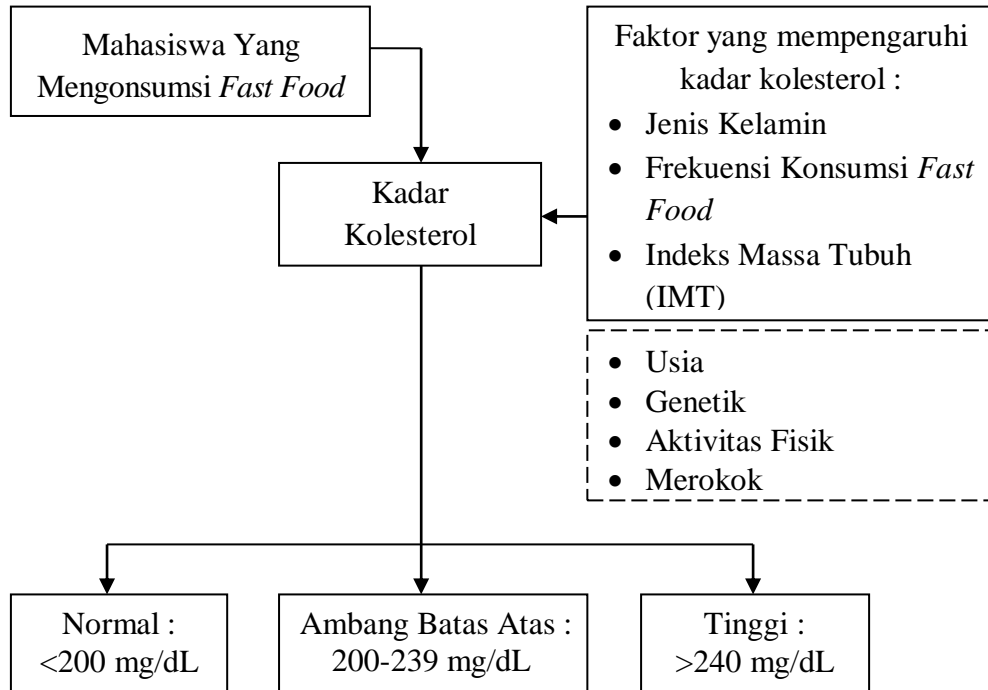 Mahasiswa Yang
Mengonsumsi Fast Food
Faktor yang mempengaruhi
kadar kolesterol :
• Jenis Kelamin
• Frekuensi Konsumsi Fast
Food
• Indeks Massa Tubuh
(IMT)
Kadar
Kolesterol
• Usia
• Genetik
• Aktivitas Fisik
• Merokok
Normal :
<200 mg/dL
Ambang Batas Atas :
200-239 mg/dL
Tinggi :
>240 mg/dL